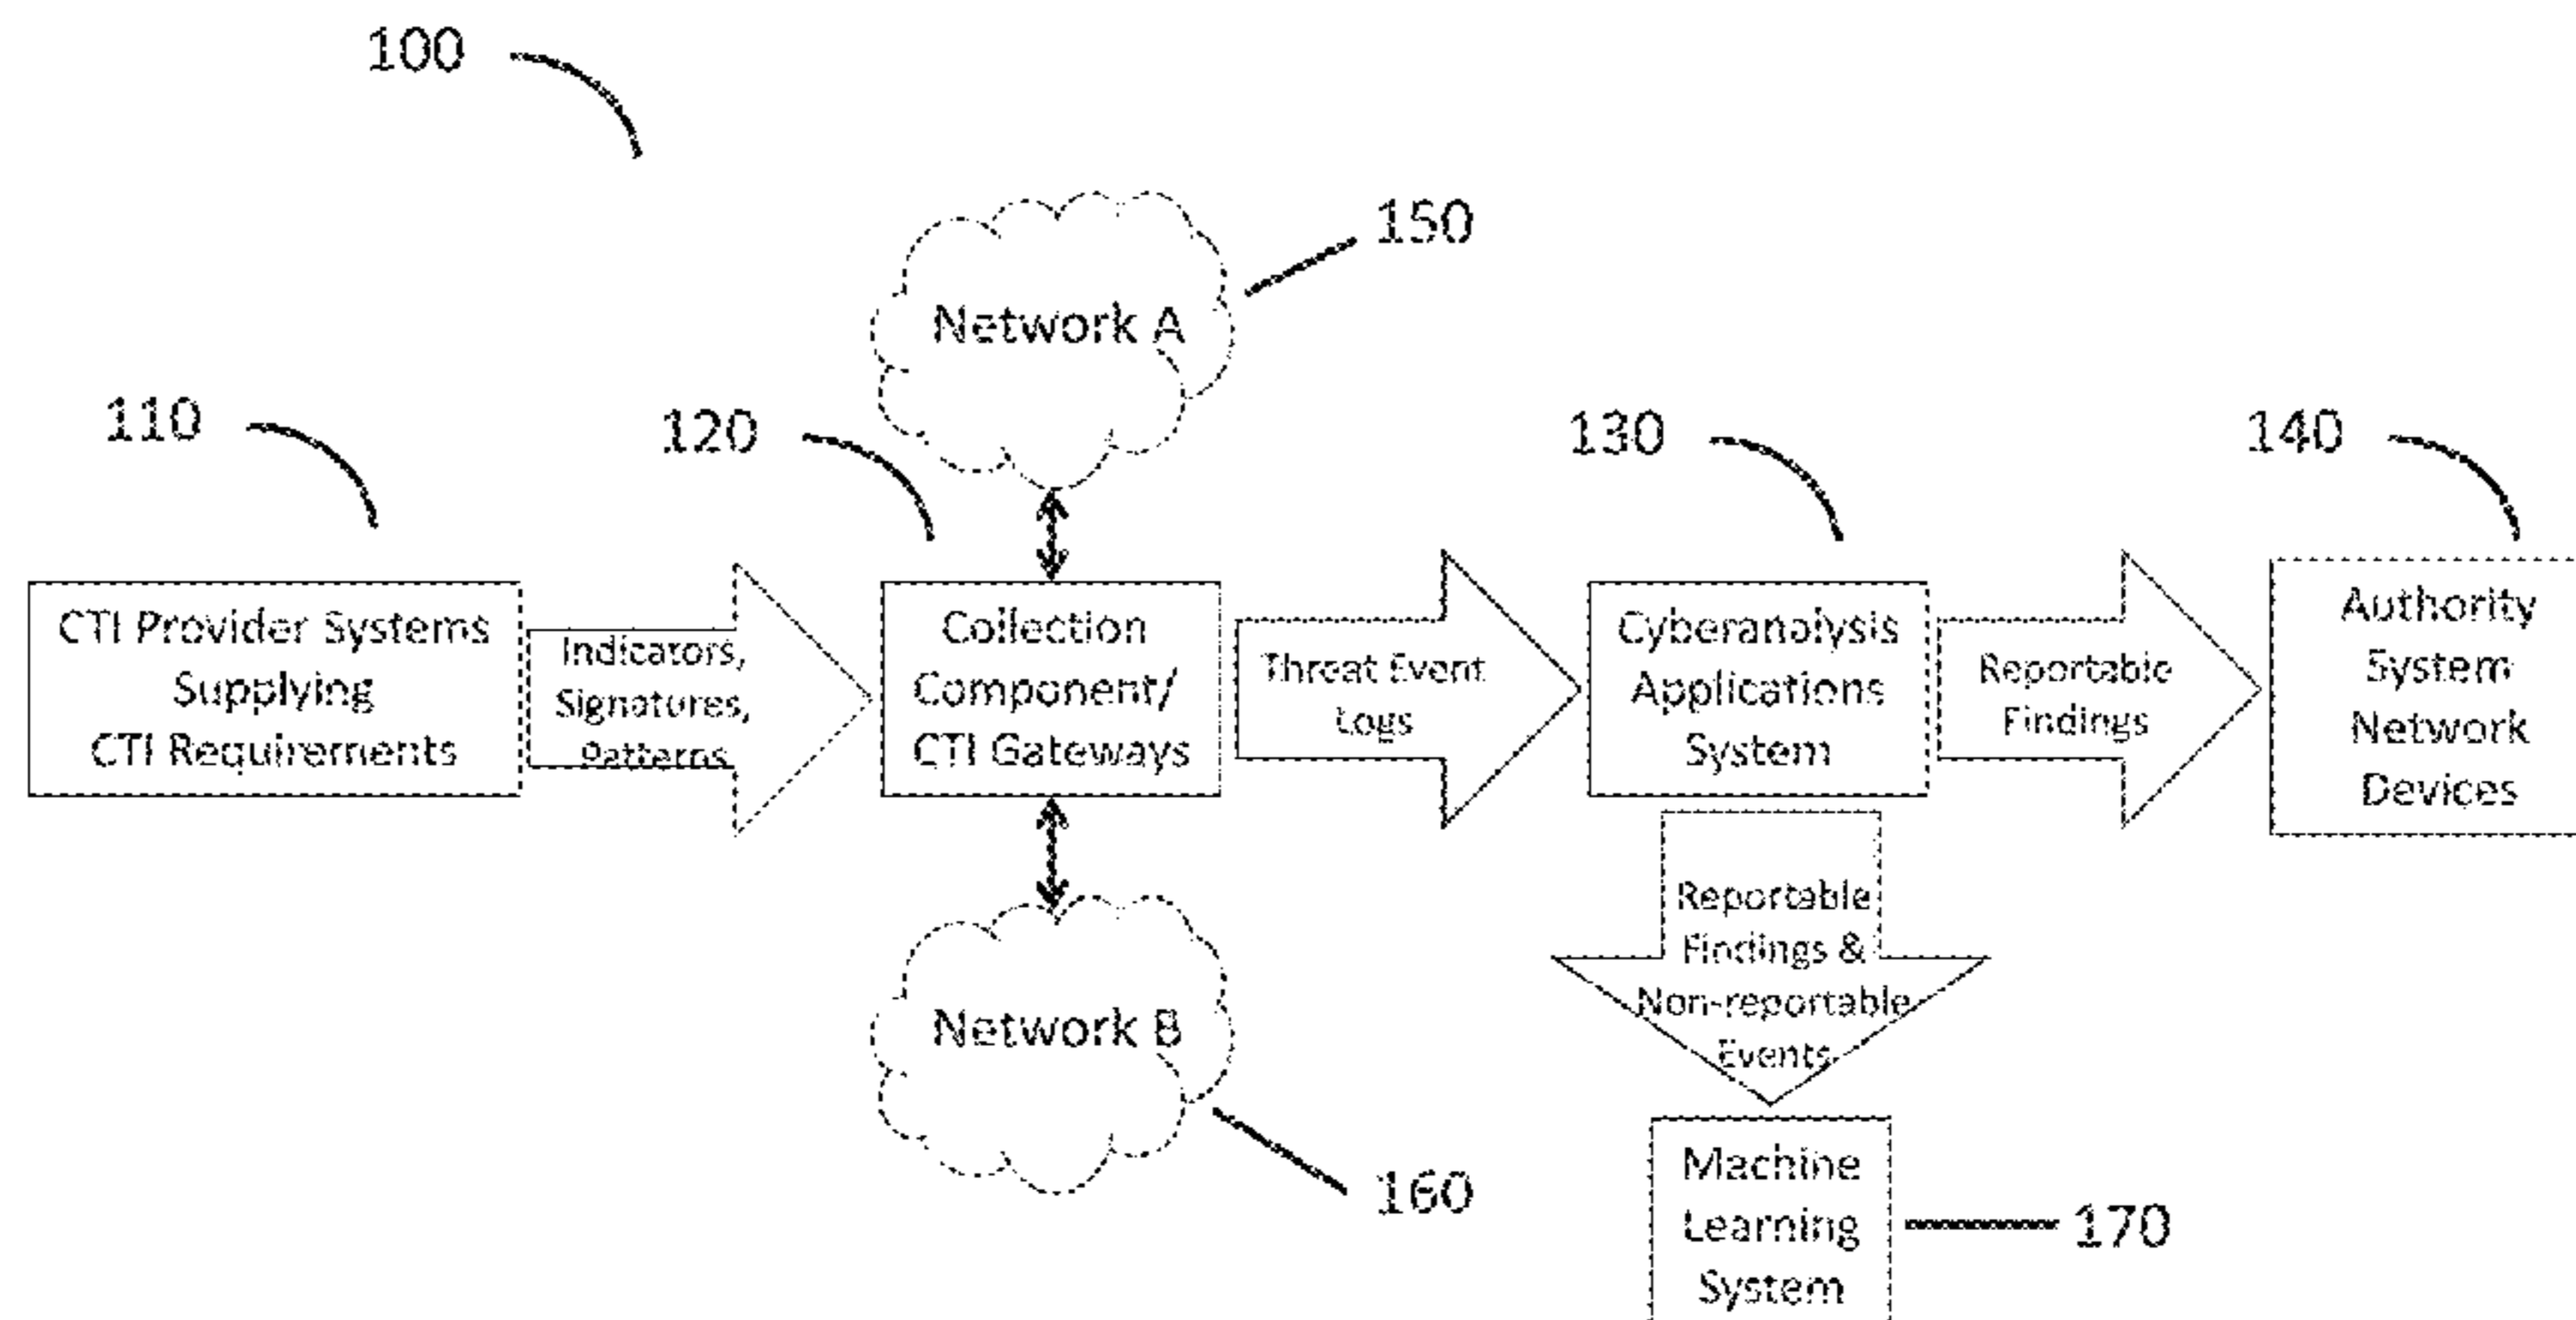 100
150
Network A
110
120
130
140
CTI Provider Systems
Supplying
CTI Requirements
Indicators,
Signatures,
Patterns
Collection
Component/
CTI Gateways
Threat Event
Logs
Cyberanalysis
Applications
System
Reportable
Findings
Authority
System
Network
Devices
Reportable
Findings &
Non-reportable
Events
Network B
160
Machine
Learning
System
170